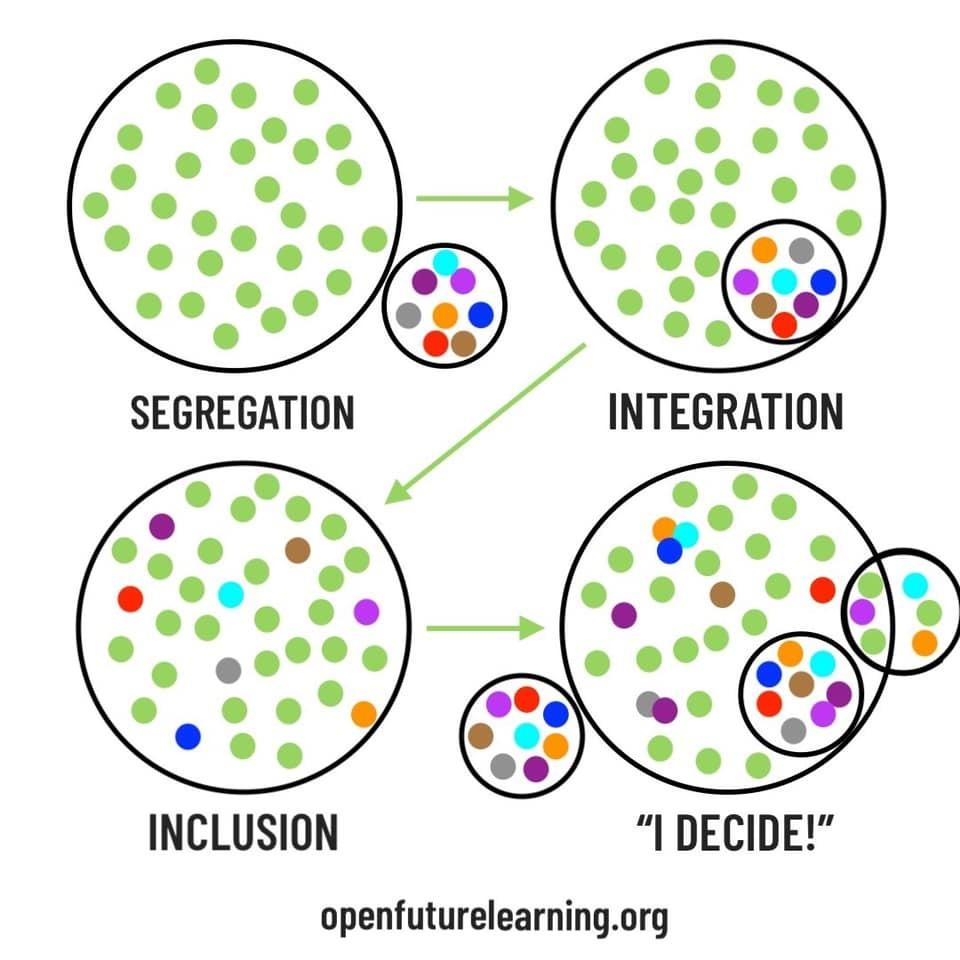 SEGREGATION
INTEGRATION
INCLUSION
“I DECIDE!”
openfuturelearning.org